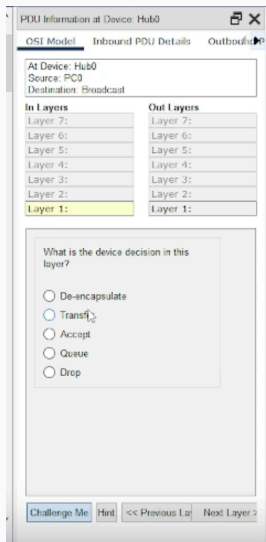 PDU Information at Device: Hub0
OSI Model Inbound PDU Details
At Device: Hub0
Source: PC0
Destination: Broadcast
In Layers Out Layers
Layer 7: Layer 7:
Layer 6: Layer 6:
Layer 5: Layer 5:
Layer 4: Layer 4:
Layer 3: Layer 3:
Layer 2: Layer 2:
Layer 1: Layer 1:
What is the device decision in this
layer?
De-encapsulate
Transf
Accept
Queue
Drop
Challenge Me Hint << Previous La Next Layer >